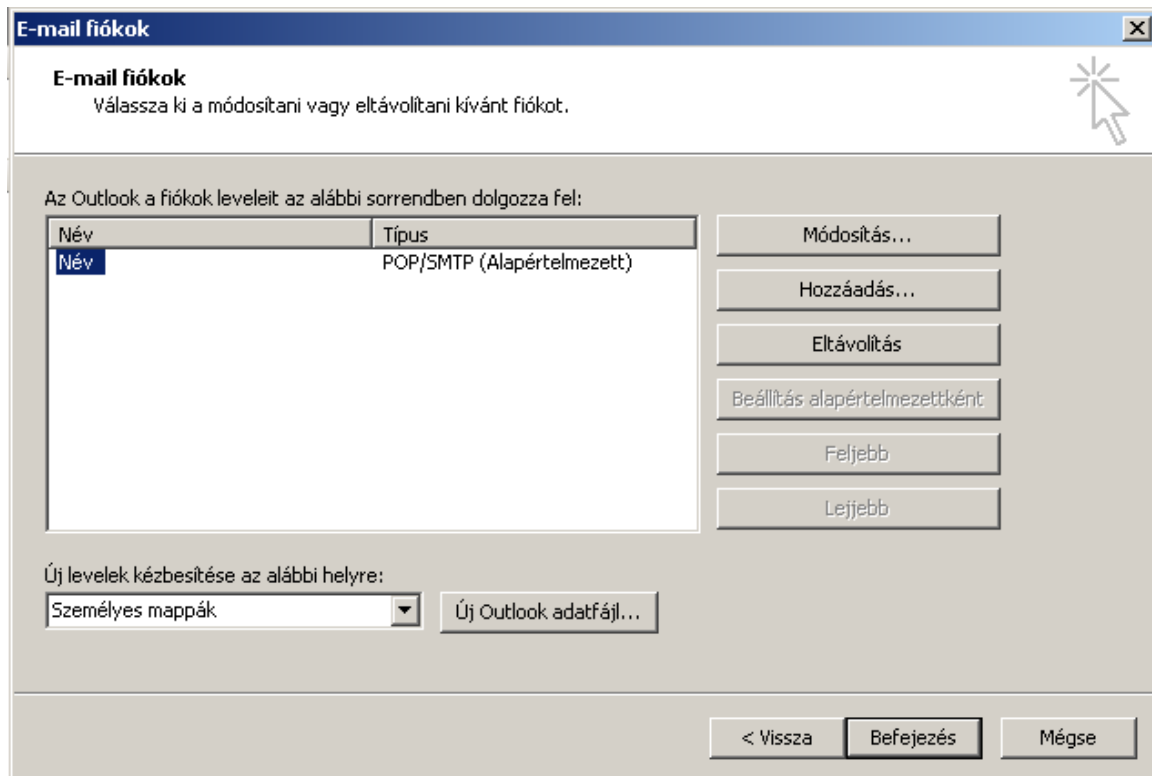 E-mail fiókok
E-mail fiókok
Válassza ki a módosítani vagy eltávolítani kívánt fiókot.
Az Outlook a fiókok leveleit az alábbi sorrendben dolgozza fel:
Név Típus
Név POP/SMTP (Alapértelmezett)
Módosítás...
Hozzáadás...
Eltávolítás
Beállítás alapértelmezettként
Feljebb
Lejjebb
Új levelek kézbesítése az alábbi helyre:
Személyes mappák
Új Outlook adatfájl...
< Vissza Befejezés Mégse